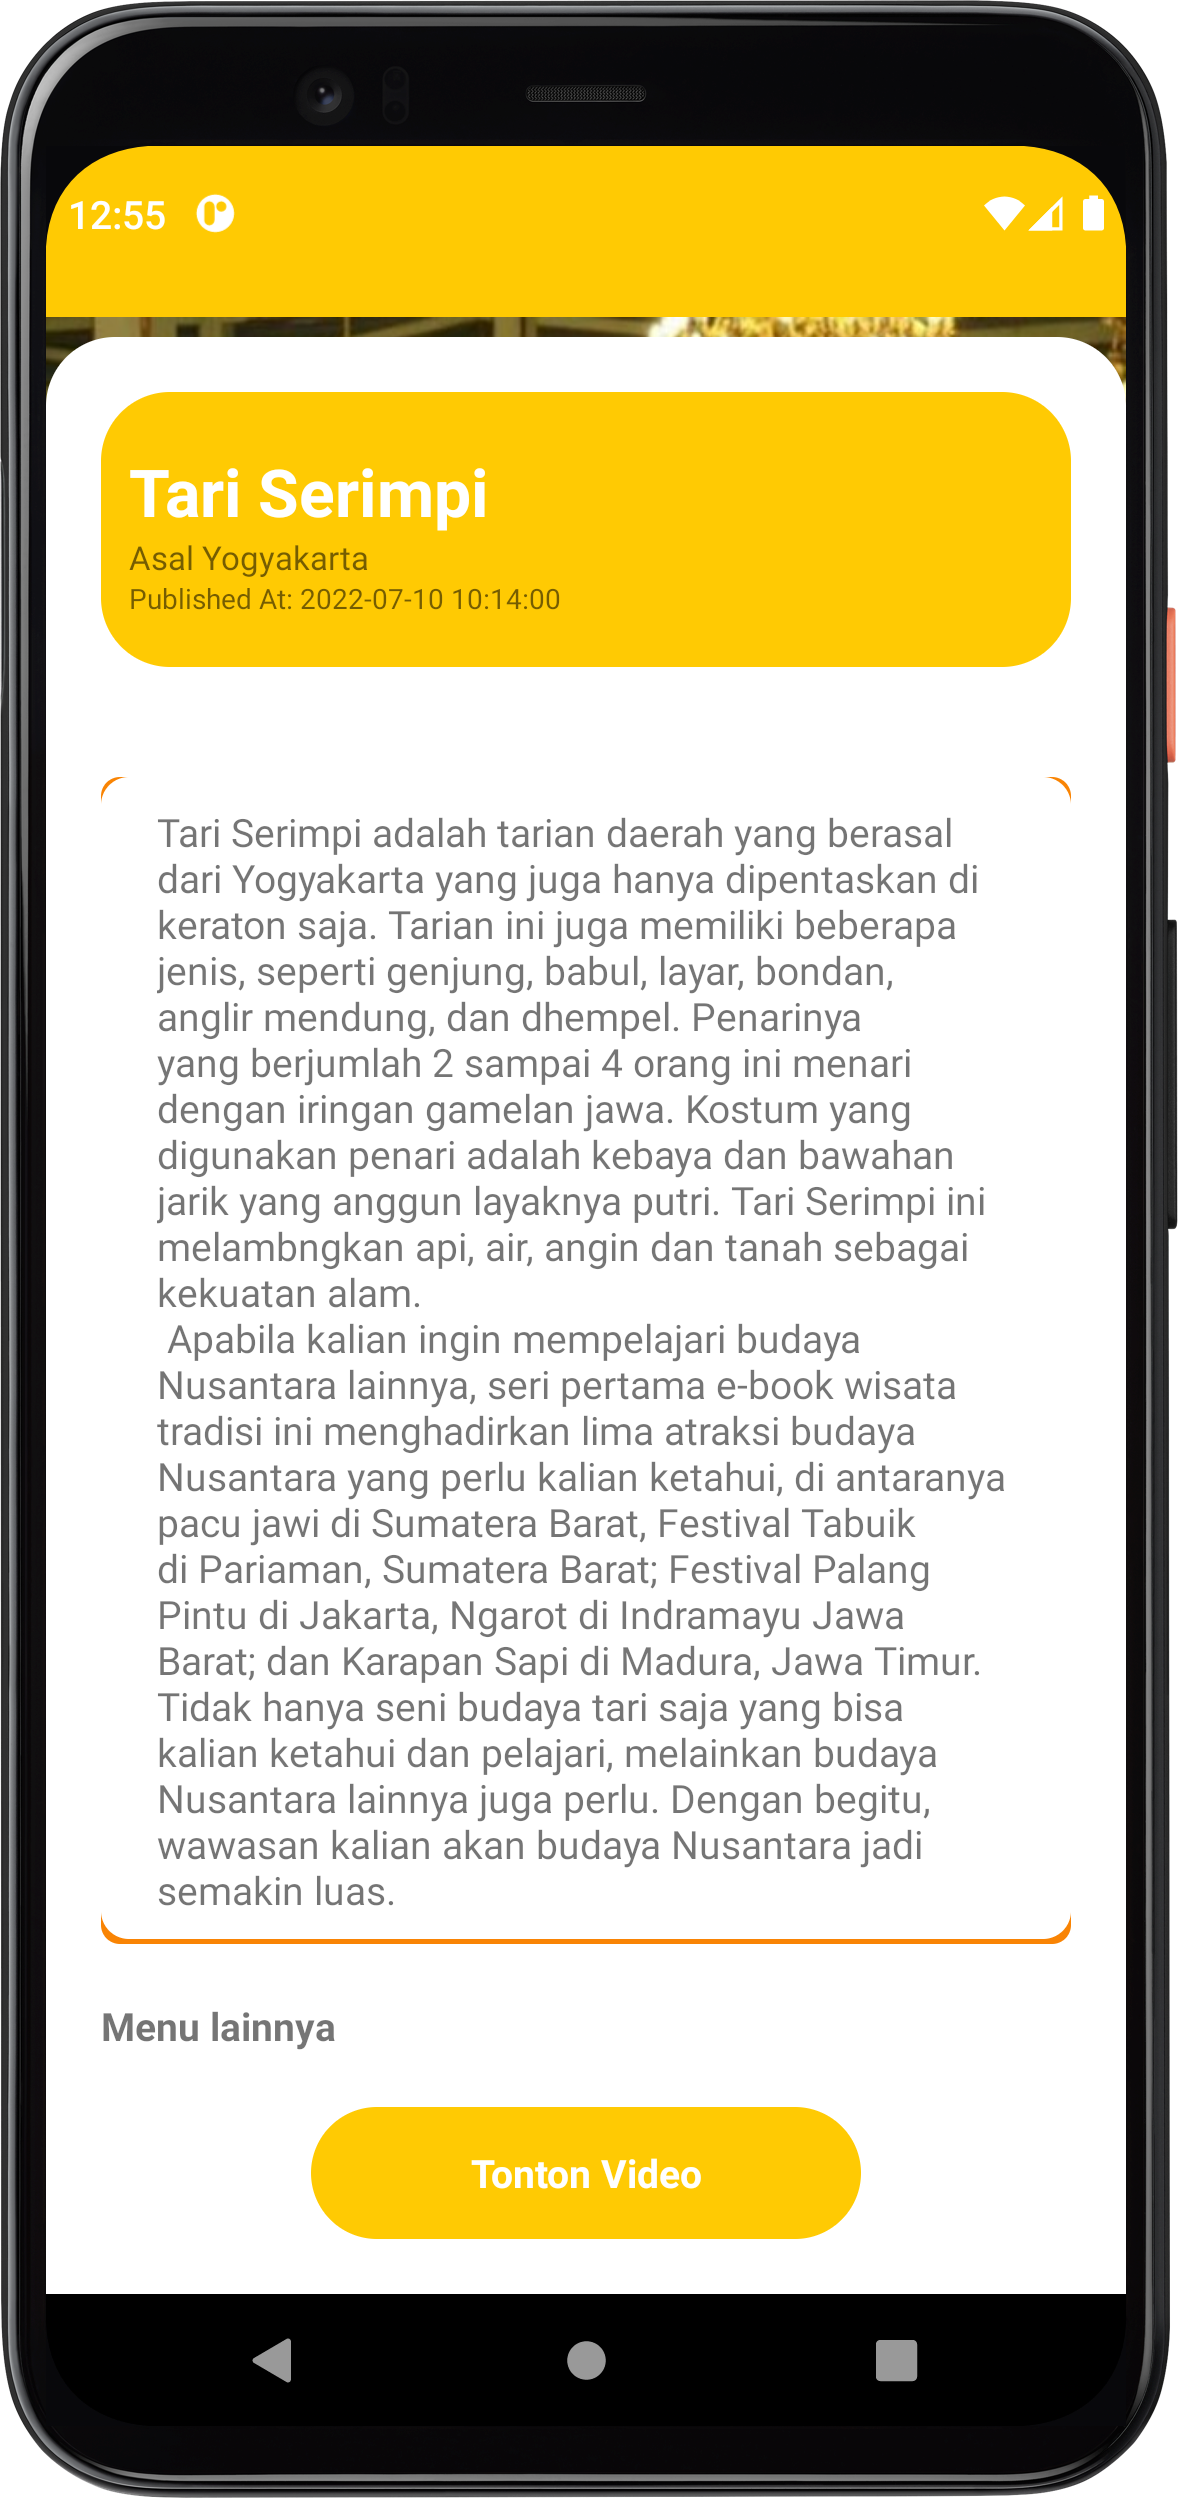 12:55
Tari Serimpi
Asal Yogyakarta
Published At: 2022-07-10 10:14:00
Tari Serimpi adalah tarian daerah yang berasal
dari Yogyakarta yang juga hanya dipentaskan di
keraton saja. Tarian ini juga memiliki beberapa
jenis, seperti genjung, babul, layar, bondan,
anglir mendung, dan dhempel. Penarinya
yang berjumlah 2 sampai 4 orang ini menari
dengan iringan gamelan jawa. Kostum yang
digunakan penari adalah kebaya dan bawahan
jarik yang anggun layaknya putri. Tari Serimpi ini
melambngkan api, air, angin dan tanah sebagai
kekuatan alam.
Apabila kalian ingin mempelajari budaya
Nusantara lainnya, seri pertama e-book wisata
tradisi ini menghadirkan lima atraksi budaya
Nusantara yang perlu kalian ketahui, di antaranya
pacu jawi di Sumatera Barat, Festival Tabuik
di Pariaman, Sumatera Barat; Festival Palang
Pintu di Jakarta, Ngarot di Indramayu Jawa
Barat; dan Karapan Sapi di Madura, Jawa Timur.
Tidak hanya seni budaya tari saja yang bisa
kalian ketahui dan pelajari, melainkan budaya
Nusantara lainnya juga perlu. Dengan begitu,
wawasan kalian akan budaya Nusantara jadi
semakin luas.
Menu lainnya
Tonton Video